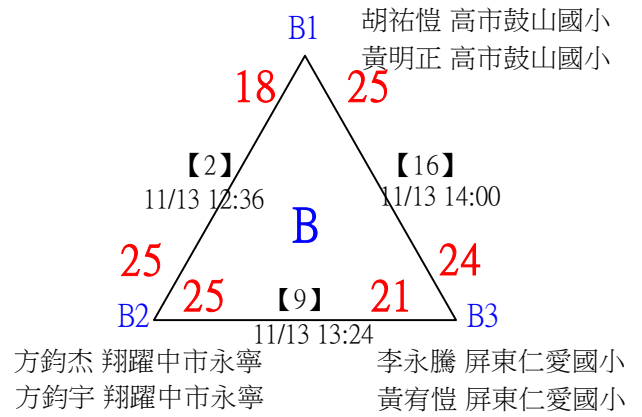 B1
胡祐愷 高市鼓山國小
黃明正 高市鼓山國小
18
25
【2】
11/13 12:36
【16】
11/13 14:00
B
25
24
25
21
B2
【9】
B3
11/13 13:24
方鈞杰 翔躍中市永寧
方鈞宇 翔躍中市永寧
李永騰 屏東仁愛國小
黃宥愷 屏東仁愛國小